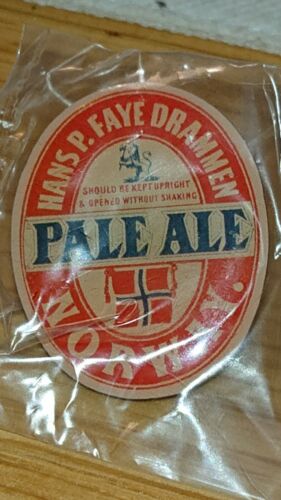 HANS P. FAYE DRAMMEN
SHOULD BE KEPT UPRIGHT
& OPENED WITHOUT SHAKING
PALE ALE
NORWAY.